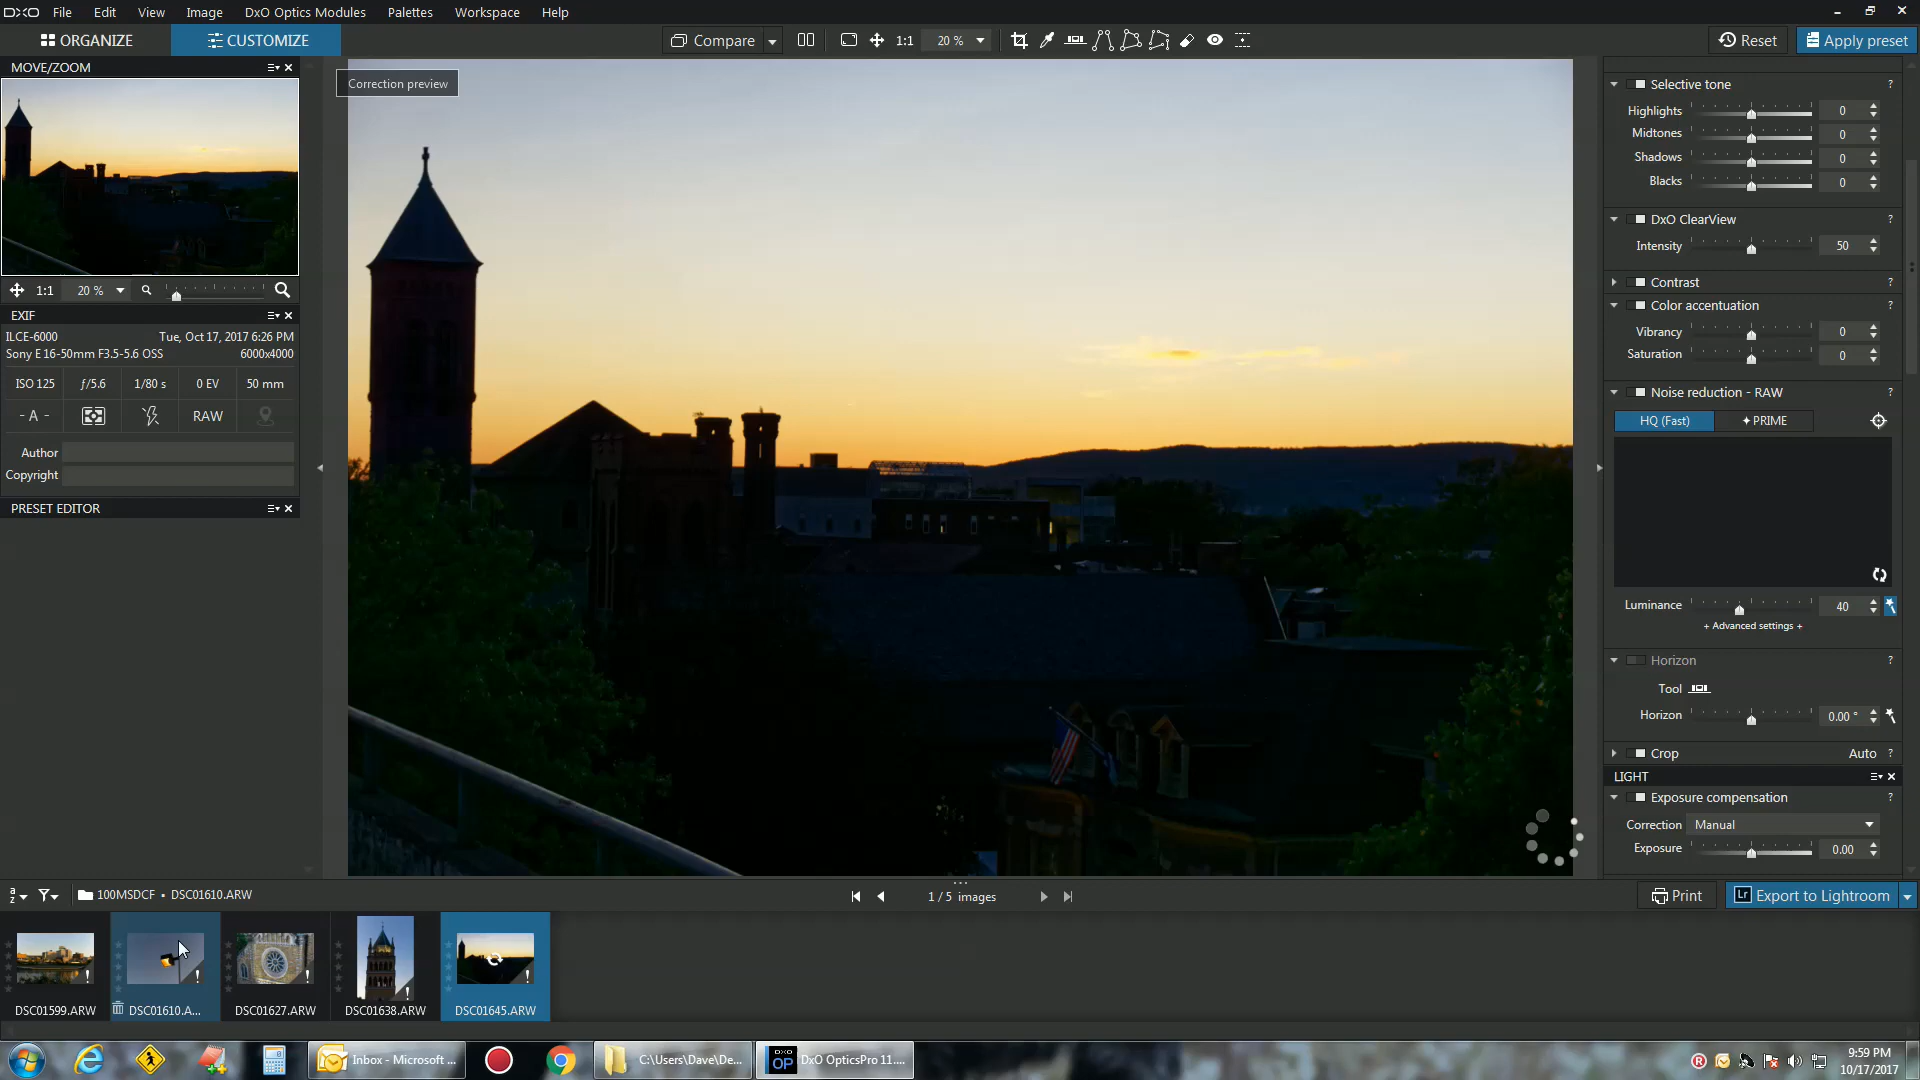 DXO File Edit View Image DxO Optics Modules Palettes Workspace Help
ORGANIZE CUSTOMIZE Compare 1:1 20 % Reset Apply preset
MOVE/ZOOM
Correction preview
1:1 20 %
EXIF
ILCE-6000 Tue, Oct 17, 2017 6:26 PM
Sony E 16-50mm F3.5-5.6 OSS 6000x4000
ISO 125 ƒ/5.6 1/80 s 0 EV 50 mm
- A - RAW
Author
Copyright
PRESET EDITOR
Selective tone ?
Highlights 0
Midtones 0
Shadows 0
Blacks 0
DxO ClearView ?
Intensity 50
Contrast ?
Color accentuation ?
Vibrancy 0
Saturation 0
Noise reduction - RAW ?
HQ (Fast) PRIME
Luminance 40
+ Advanced settings +
Horizon ?
Tool
Horizon 0.00 °
Crop Auto ?
LIGHT
Exposure compensation ?
Correction Manual
Exposure 0.00
a z 100MSDCF • DSC01610.ARW 1 / 5 images Print Lr Export to Lightroom
DSC01599.ARW DSC01610.A... DSC01627.ARW DSC01638.ARW DSC01645.ARW
Inbox - Microsoft ... C:\Users\Dave\De... DXO OP DxO OpticsPro 11....
9:59 PM
10/17/2017